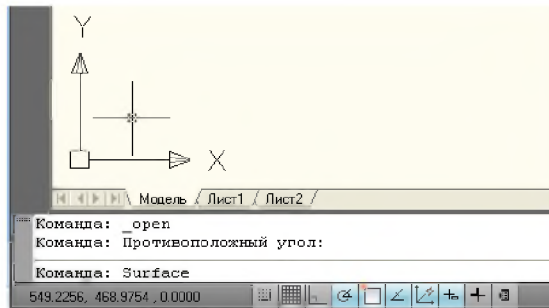 Y
X
Модель / Лист1 / Лист2 /
Команда: _open
Команда: Противоположный угол:
Команда: Surface
549.2256, 468.9754 , 0.0000